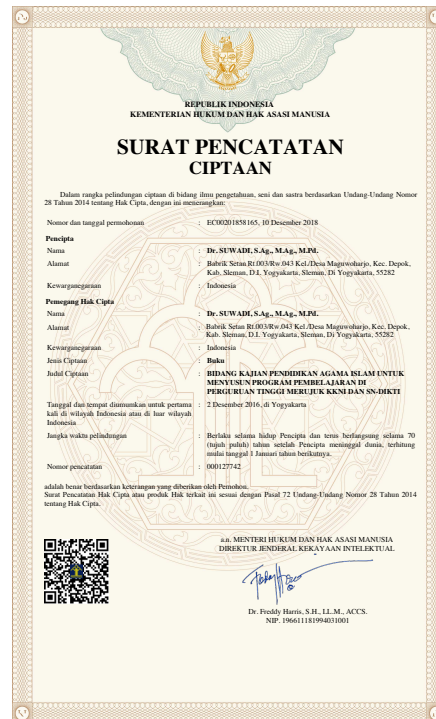 REPUBLIK INDONESIA
KEMENTERIAN HUKUM DAN HAK ASASI MANUSIA
SURAT PENCATATAN
CIPTAAN
Dalam rangka pelindungan ciptaan di bidang ilmu pengetahuan, seni dan sastra berdasarkan Undang-Undang Nomor
28 Tahun 2014 tentang Hak Cipta, dengan ini menerangkan:
Nomor dan tanggal permohonan : EC00201858165, 10 Desember 2018
Pencipta
Nama : Dr. SUWADI, S.Ag., M.Ag., M.Pd.
Alamat : Babrik Setan Rt.003/Rw.043 Kel./Desa Maguwoharjo, Kec. Depok,
Kab. Sleman, D.I. Yogyakarta, Sleman, Di Yogyakarta, 55282
Kewarganegaraan : Indonesia
Pemegang Hak Cipta
Nama : Dr. SUWADI, S.Ag., M.Ag., M.Pd.
Alamat : Babrik Setan Rt.003/Rw.043 Kel./Desa Maguwoharjo, Kec. Depok,
Kab. Sleman, D.I. Yogyakarta, Sleman, Di Yogyakarta, 55282
Kewarganegaraan : Indonesia
Jenis Ciptaan : Buku
Judul Ciptaan : BIDANG KAJIAN PENDIDIKAN AGAMA ISLAM UNTUK
MENYUSUN PROGRAM PEMBELAJARAN DI
PERGURUAN TINGGI MERUJUK KKNI DAN SN-DIKTI
Tanggal dan tempat diumumkan untuk pertama : 2 Desember 2016, di Yogyakarta
kali di wilayah Indonesia atau di luar wilayah
Indonesia
Jangka waktu pelindungan : Berlaku selama hidup Pencipta dan terus berlangsung selama 70
(tujuh puluh) tahun setelah Pencipta meninggal dunia, terhitung
mulai tanggal 1 Januari tahun berikutnya.
Nomor pencatatan : 000127742
adalah benar berdasarkan keterangan yang diberikan oleh Pemohon.
Surat Pencatatan Hak Cipta atau produk Hak terkait ini sesuai dengan Pasal 72 Undang-Undang Nomor 28 Tahun 2014
tentang Hak Cipta.
a.n. MENTERI HUKUM DAN HAK ASASI MANUSIA
DIREKTUR JENDERAL KEKAYAAN INTELEKTUAL
Dr. Freddy Harris, S.H., LL.M., ACCS.
NIP. 196611181994031001